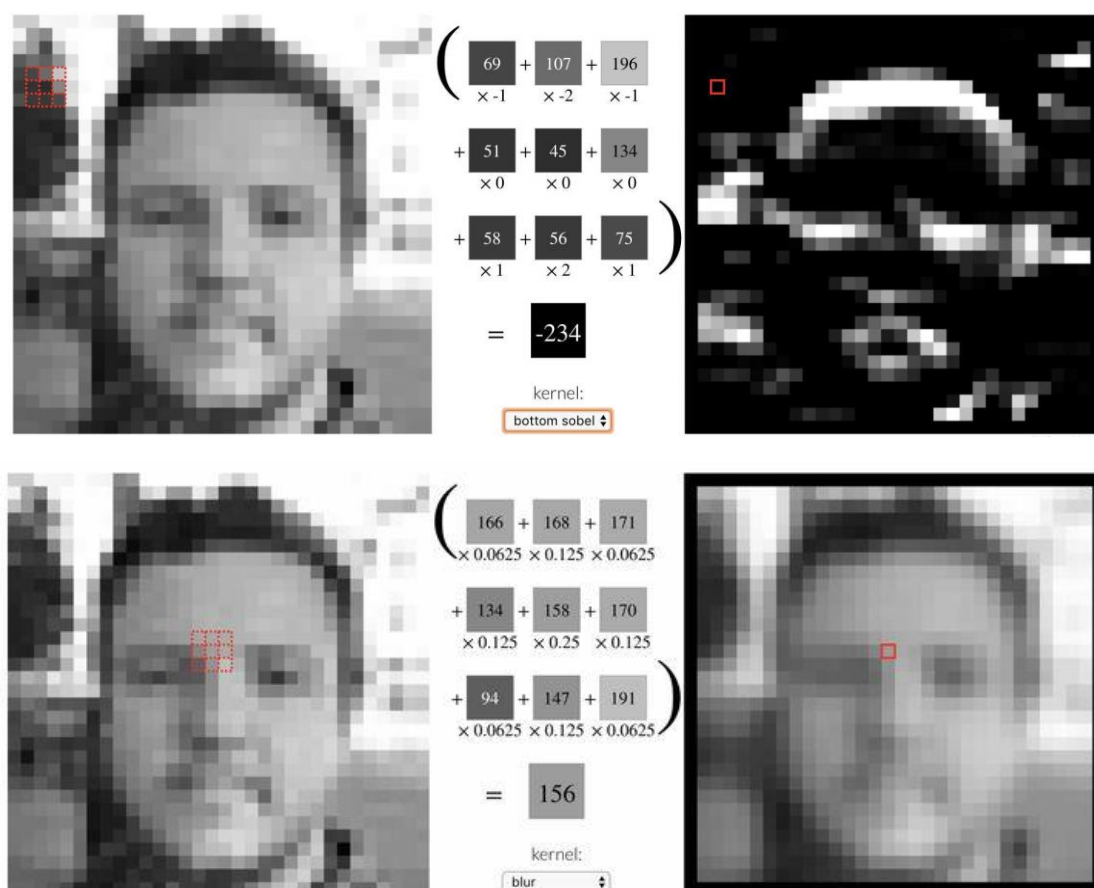 ( 69 + 107 + 196
× -1 × -2 × -1
+ 51 + 45 + 134
× 0 × 0 × 0
+ 58 + 56 + 75 )
× 1 × 2 × 1
= -234
kernel:
bottom sobel
( 166 + 168 + 171
× 0.0625 × 0.125 × 0.0625
+ 134 + 158 + 170
× 0.125 × 0.25 × 0.125
+ 94 + 147 + 191 )
× 0.0625 × 0.125 × 0.0625
= 156
kernel:
blur